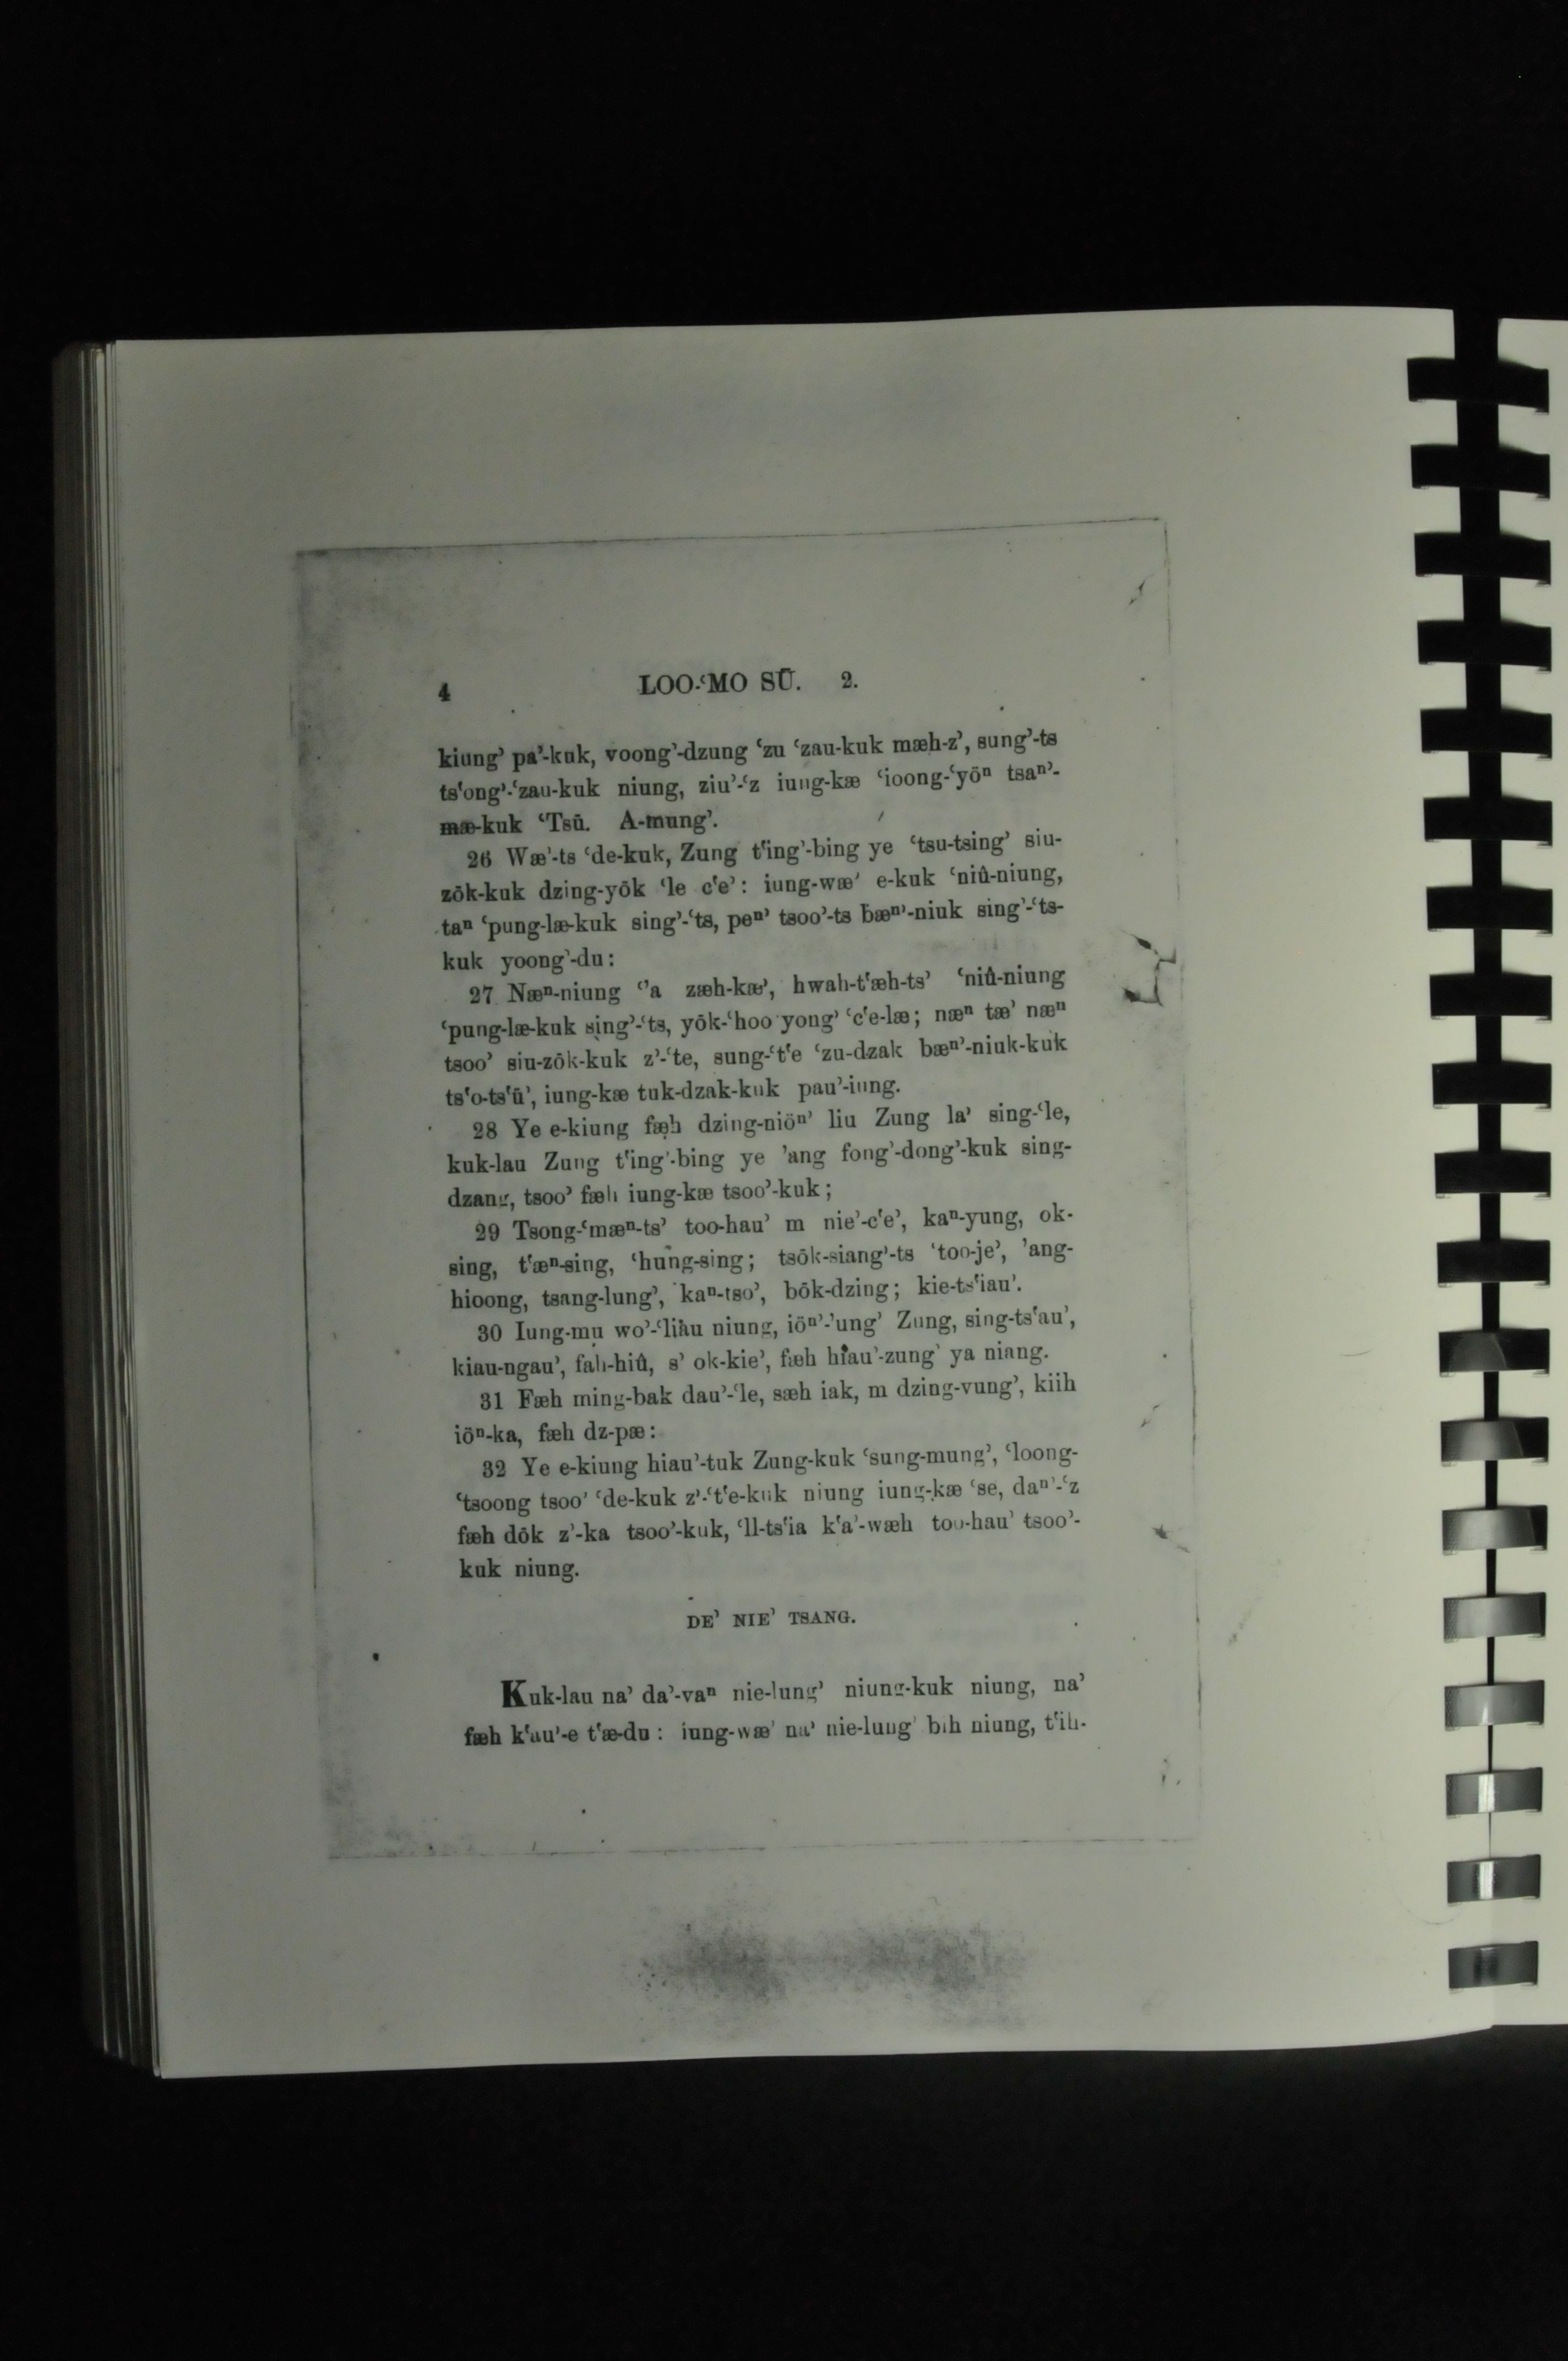 4 LOO-‘MO SŪ. 2.
kiung’ pa’-kuk, voong’-dzung ‘zu ‘zau-kuk mæh-z’, sung’-ts
ts‘ong’-‘zau-kuk niung, ziu’-‘z iung-kæ ‘ioong-‘yöⁿ tsaⁿ’-
mæ-kuk ‘Tsū. A-mung’.
26 Wæ’-ts ‘de-kuk, Zung t‘ing’-bing ye ‘tsu-tsing’ siu-
zōk-kuk dzing-yōk ‘le c‘e’: iung-wæ’ e-kuk ‘niû-niung,
taⁿ ‘pung-læ-kuk sing’-‘ts, peⁿ’ tsoo’-ts bæⁿ’-niuk sing’-‘ts-
kuk yoong’-du:
27 Næⁿ-niung ‘’a zæh-kæ’, hwah-t‘æh-ts’ ‘niû-niung
‘pung-læ-kuk sing’-‘ts, yōk-‘hoo yong’ ‘c‘e-læ; næⁿ tæ’ næⁿ
tsoo’ siu-zōk-kuk z’-‘te, sung-‘t‘e ‘zu-dzak bæⁿ’-niuk-kuk
ts‘o-ts‘ū’, iung-kæ tuk-dzak-kuk pau’-iung.
28 Ye e-kiung fæh dzing-niöⁿ’ liu Zung la’ sing-‘le,
kuk-lau Zung t‘ing’-bing ye ’ang fong’-dong’-kuk sing-
dzang, tsoo’ fæh iung-kæ tsoo’-kuk;
29 Tsong-‘mæⁿ-ts’ too-hau’ m nie’-c‘e’, kaⁿ-yung, ok-
sing, t‘æⁿ-sing, ‘hung-sing; tsōk-siang’-ts ‘too-je’, ’ang-
hioong, tsang-lung’, kaⁿ-tso’, bōk-dzing; kie-ts‘iau’.
30 Iung-mu wo’-‘liau niung, iöⁿ’-’ung’ Zung, sing-ts‘au’,
kiau-ngau’, fah-hiû, s’ ok-kie’, fæh hiau’-zung’ ya niang.
31 Fæh ming-bak dau’-‘le, sæh iak, m dzing-vung’, kiih
iöⁿ-ka, fæh dz-pæ:
32 Ye e-kiung hiau’-tuk Zung-kuk ‘sung-mung’, ‘loong-
‘tsoong tsoo’ ‘de-kuk z’-‘t‘e-kuk niung iung-kæ ‘se, daⁿ’-‘z
fæh dōk z’-ka tsoo’-kuk, ‘ll-ts‘ia k‘a’-wæh too-hau’ tsoo’-
kuk niung.
DE’ NIE’ TSANG.
Kuk-lau na’ da’-vaⁿ nie-lung’ niung-kuk niung, na’
fæh k‘au’-e t‘æ-du: iung-wæ’ na’ nie-lung’ bih niung, t‘ih-